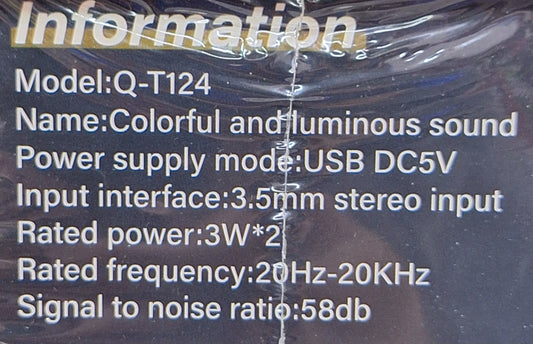 Information
Model:Q-T124
Name:Colorful and luminous sound
Power supply mode:USB DC5V
Input interface:3.5mm stereo input
Rated power:3W*2
Rated frequency:20Hz-20KHz
Signal to noise ratio:58db